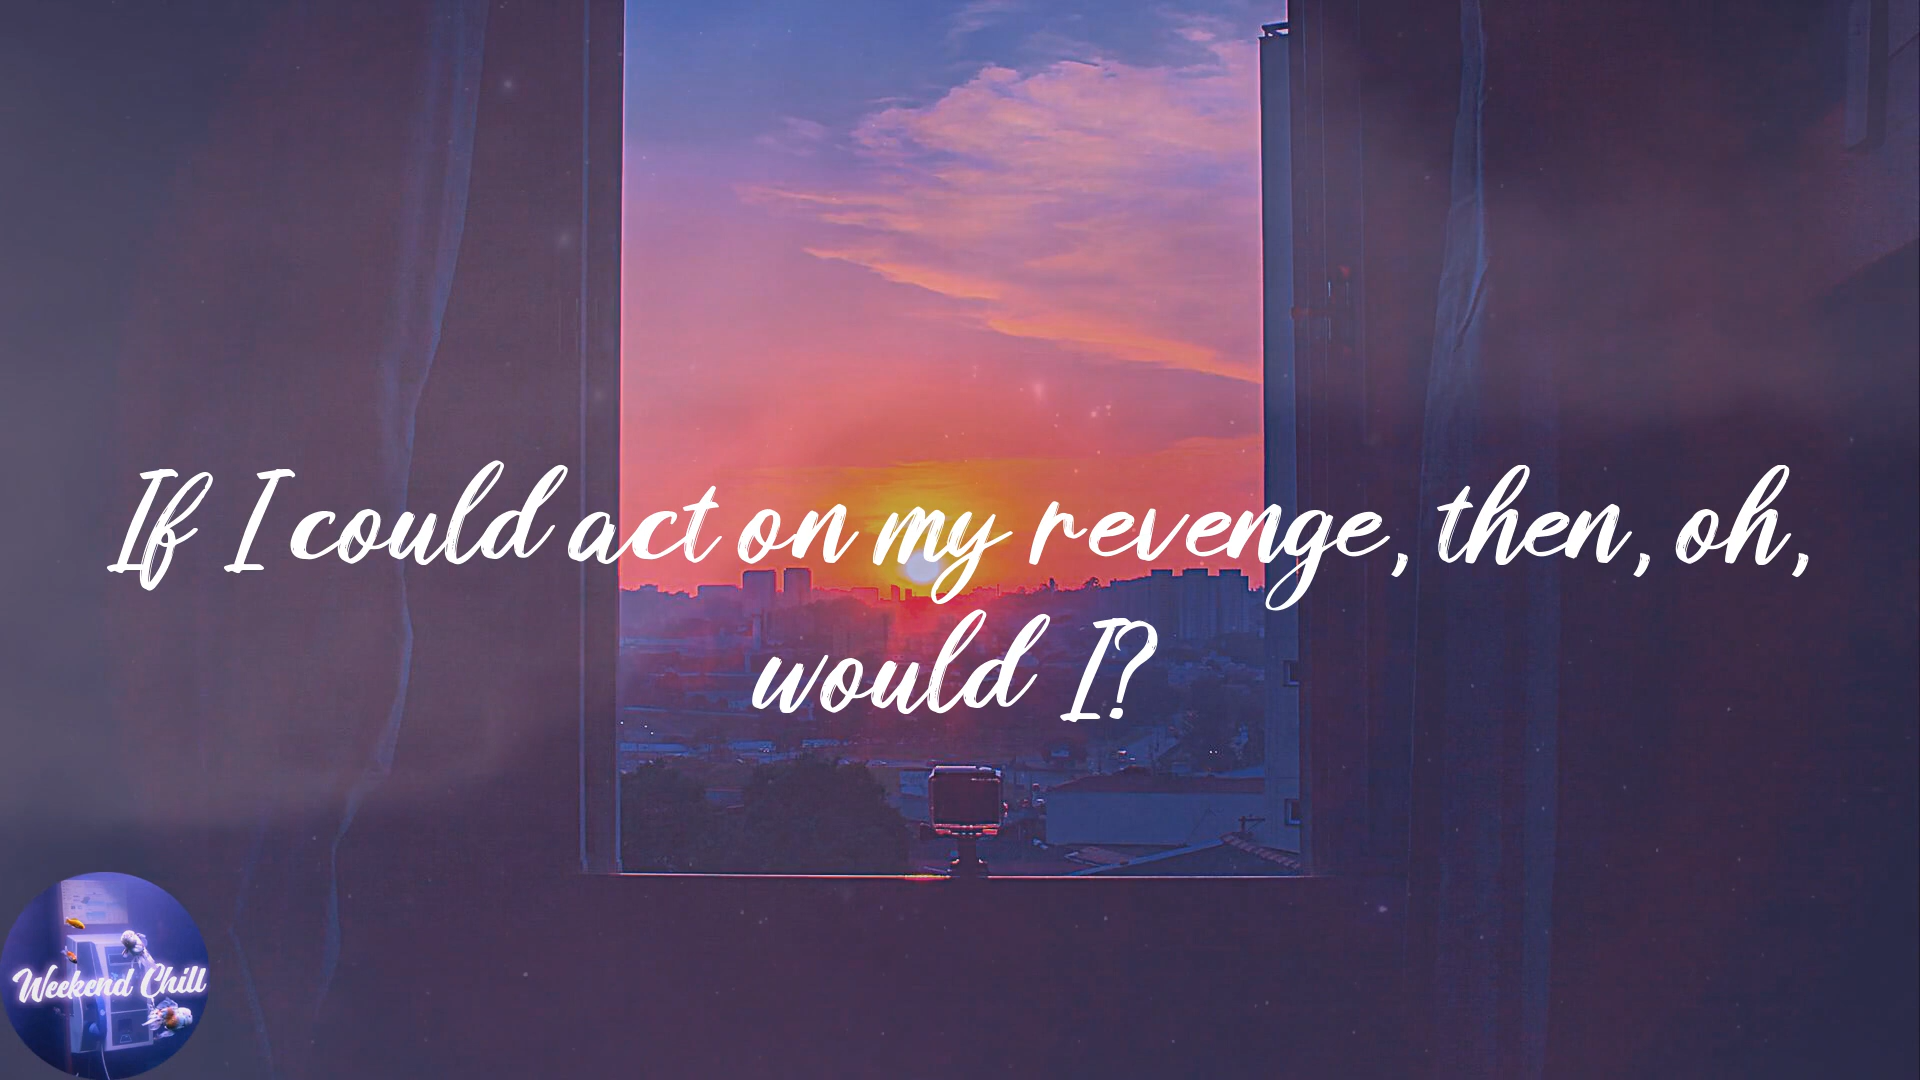 If I could act on my revenge, then, oh,
would I?
Weekend Chill